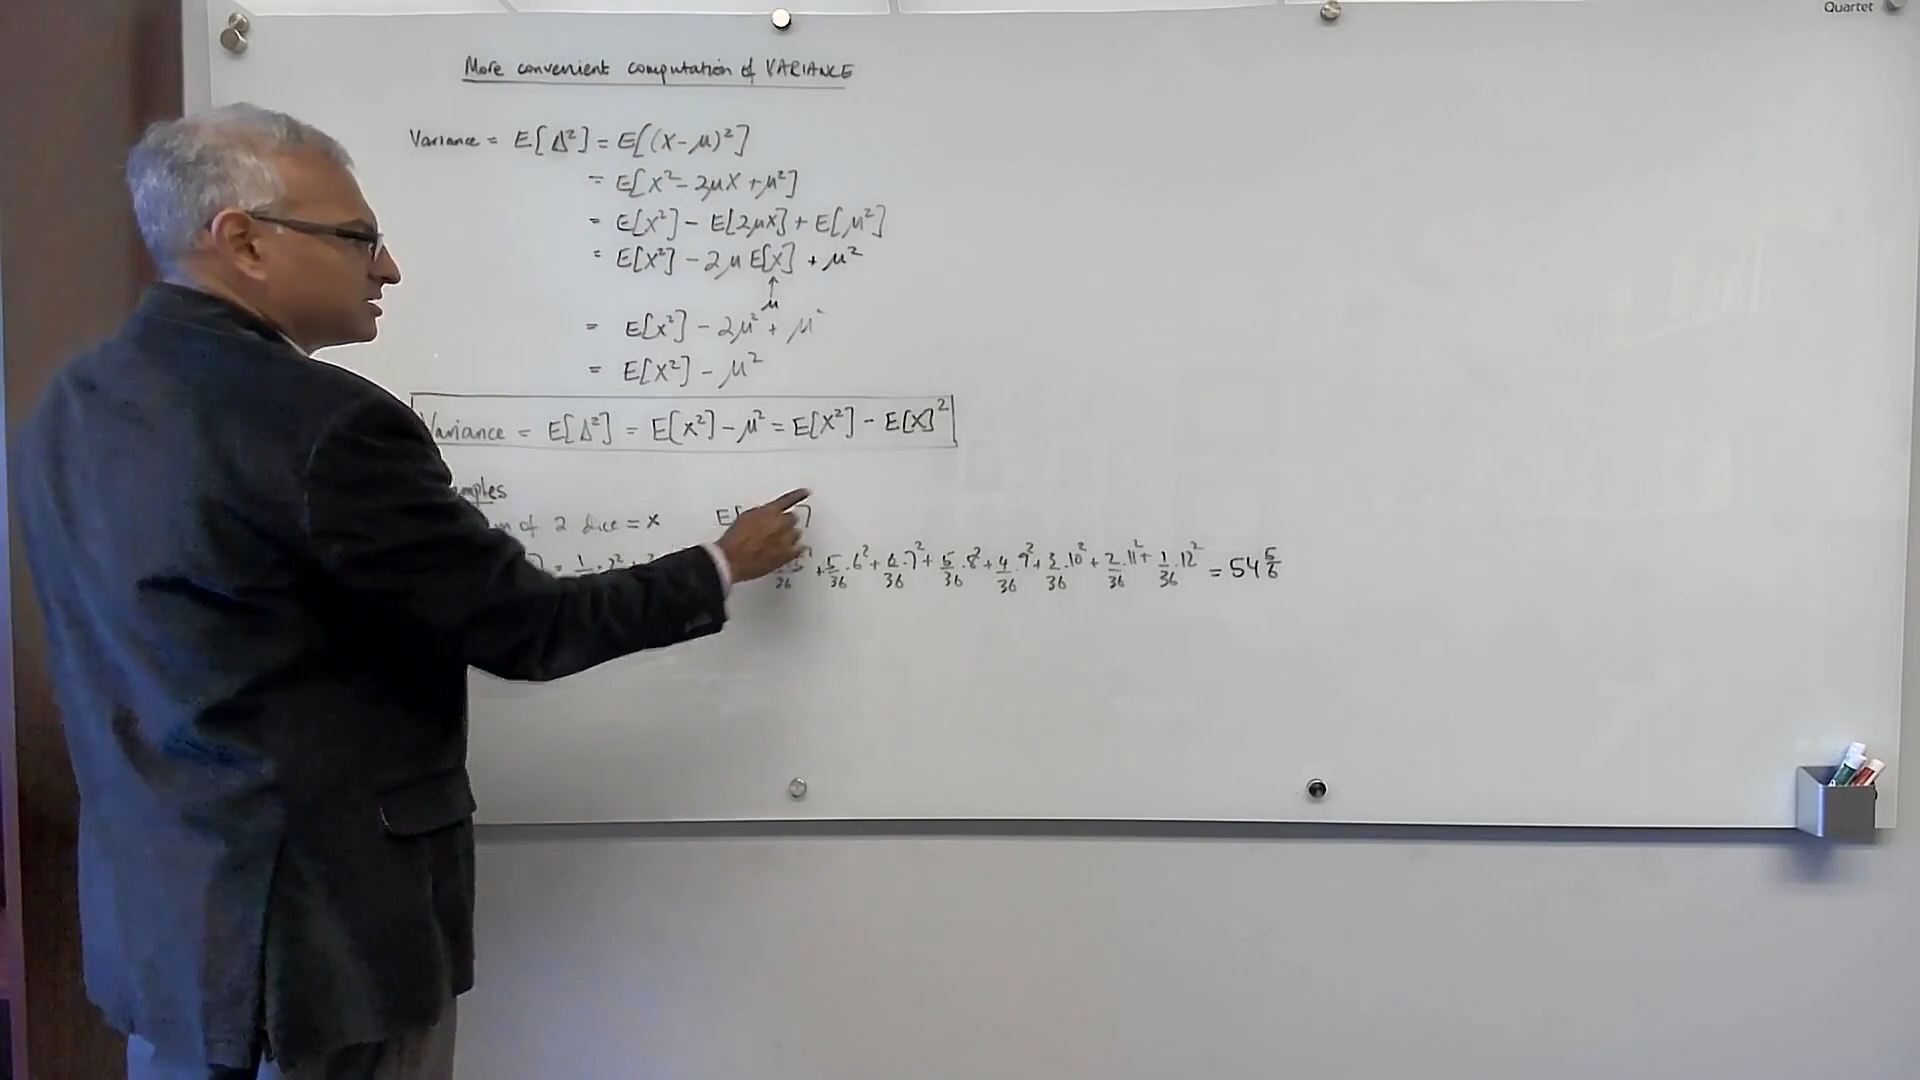 Quartet
More convenient computation of VARIANCE
Variance = E[Δ²] = E[(X-μ)²]
= E[X²-2μX+μ²]
= E[X²] - E[2μX] + E[μ²]
= E[X²] - 2μ E[X] + μ²
↑
μ
= E[X²] - 2μ² + μ²
= E[X²] - μ²
Variance = E[Δ²] = E[X²] - μ² = E[X²] - E[X]²
of 2 dice = X
+ 5/36·6² + 6/36·7² + 5/36·8² + 4/36·9² + 3/36·10² + 2/36·11² + 1/36·12² = 54 5/6